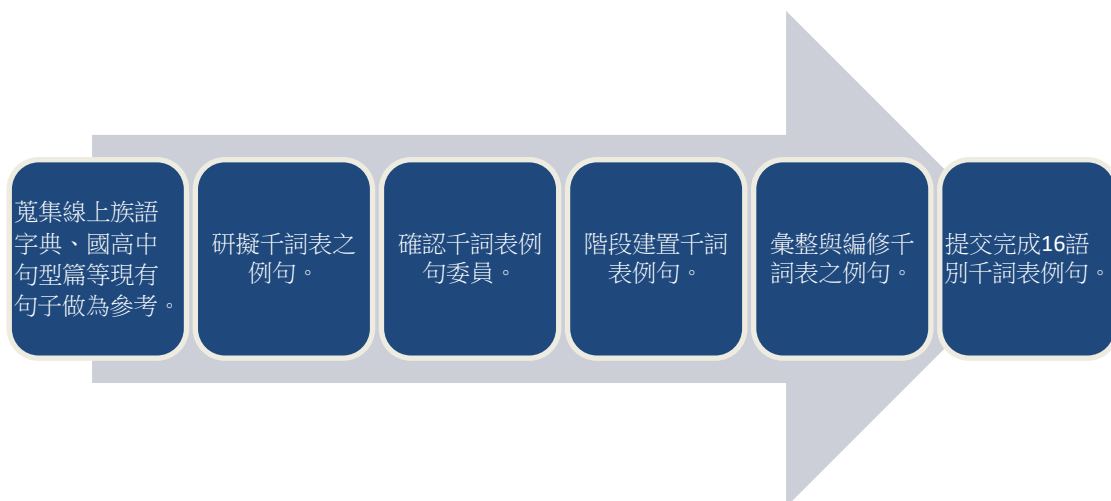 蒐集線上族語
字典、國高中
句型篇等現有
句子做為參考。
研擬千詞表之
例句。
確認千詞表例
句委員。
階段建置千詞
表例句。
彙整與編修千
詞表之例句。
提交完成16語
別千詞表例句。